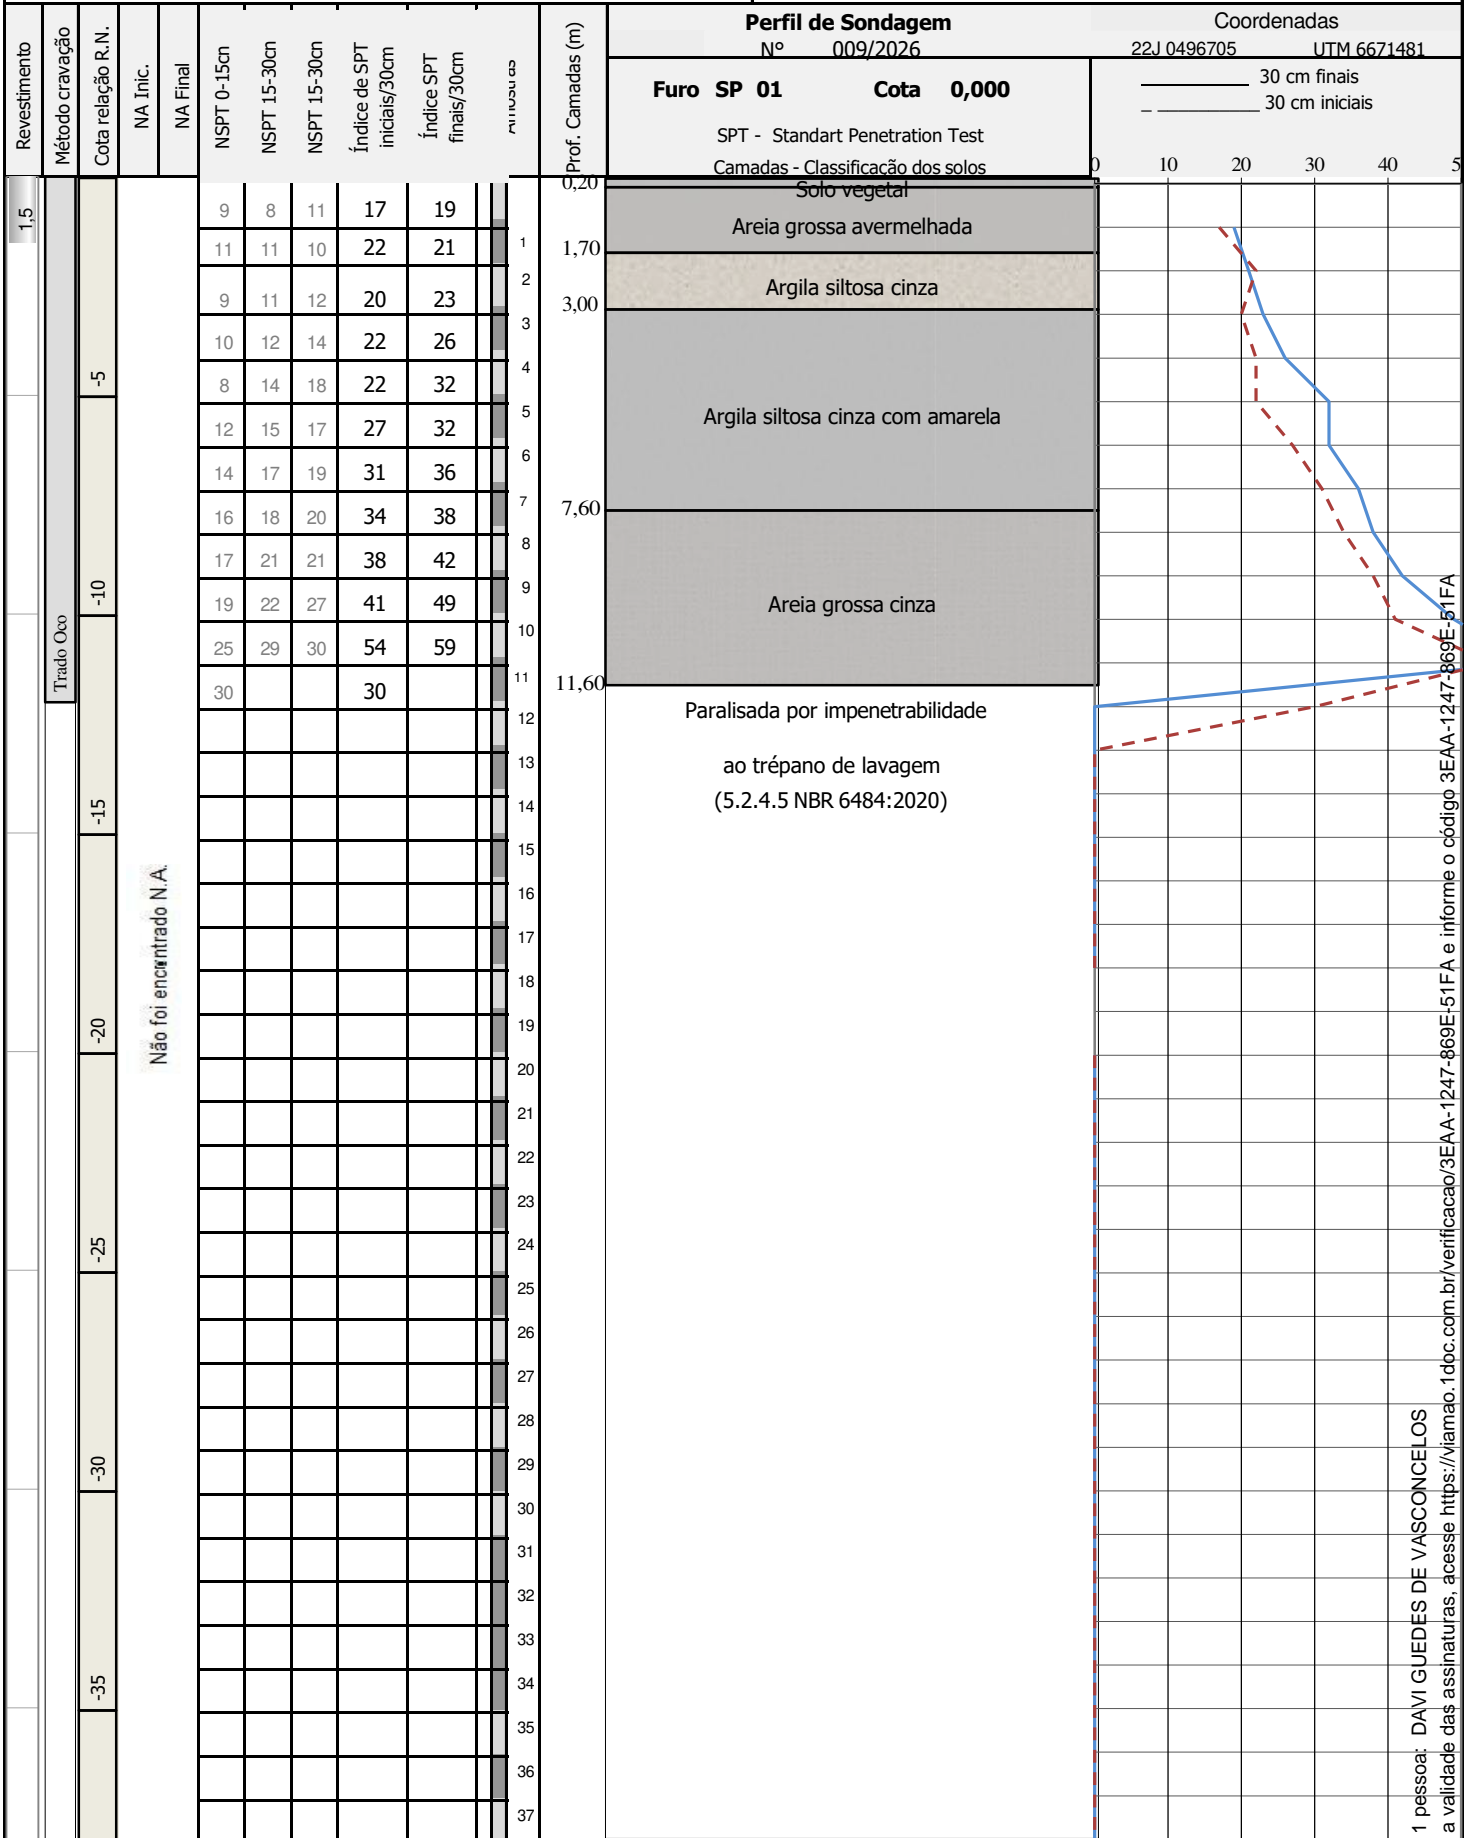 Revestimento
Método cravação
Cota relação R.N.
NA Inic.
NA Final
NSPT 0-15cn
NSPT 15-30cn
NSPT 15-30cn
Índice de SPT
iniciais/30cm
Índice SPT
finais/30cm
Amostras
Prof. Camadas (m)
Perfil de Sondagem
Nº 009/2026
Furo SP 01 Cota 0,000
SPT - Standart Penetration Test
Camadas - Classificação dos solos
Coordenadas
22J 0496705 UTM 6671481
30 cm finais
30 cm iniciais
0 10 20 30 40 5
1,5
Trado Oco
-5
-10
-15
-20
-25
-30
-35
Não foi encontrado N.A.
9 8 11 17 19
11 11 10 22 21
9 11 12 20 23
10 12 14 22 26
8 14 18 22 32
12 15 17 27 32
14 17 19 31 36
16 18 20 34 38
17 21 21 38 42
19 22 27 41 49
25 29 30 54 59
30 30
1
2
3
4
5
6
7
8
9
10
11
12
13
14
15
16
17
18
19
20
21
22
23
24
25
26
27
28
29
30
31
32
33
34
35
36
37
0,20
1,70
3,00
7,60
11,60
Solo vegetal
Areia grossa avermelhada
Argila siltosa cinza
Argila siltosa cinza com amarela
Areia grossa cinza
Paralisada por impenetrabilidade
ao trépano de lavagem
(5.2.4.5 NBR 6484:2020)
1 pessoa: DAVI GUEDES DE VASCONCELOS
a validade das assinaturas, acesse https://viamao.1doc.com.br/verificacao/3EAA-1247-869E-51FA e informe o código 3EAA-1247-869E-51FA